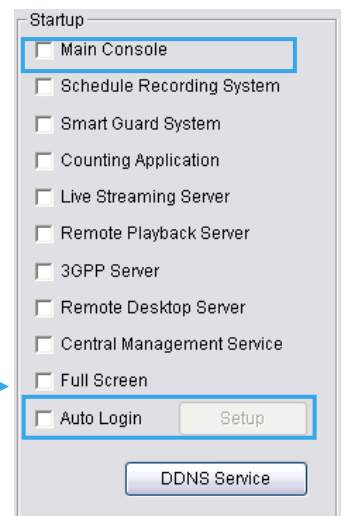 Startup
Main Console
Schedule Recording System
Smart Guard System
Counting Application
Live Streaming Server
Remote Playback Server
3GPP Server
Remote Desktop Server
Central Management Service
Full Screen
Auto Login Setup
DDNS Service